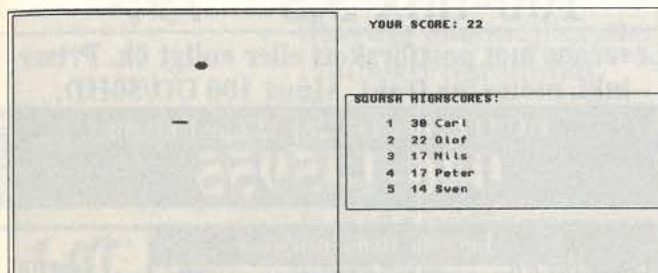 YOUR SCORE: 22
SQUASH HIGHSCORES:
1 30 Carl
2 22 Olof
3 17 Nils
4 17 Peter
5 14 Sven